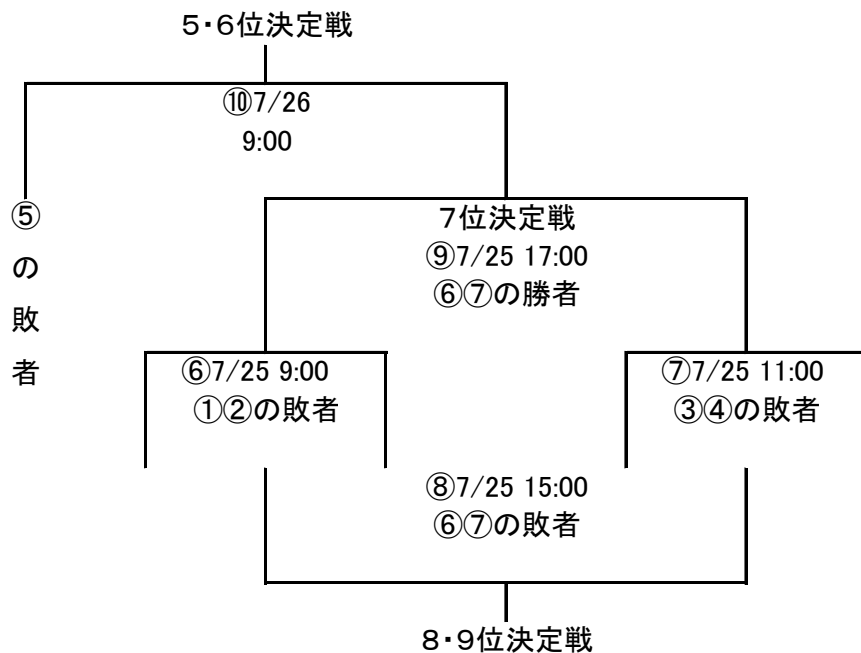 5・6位決定戦
⑩7/26
9:00
⑤の敗者
7位決定戦
⑨7/25 17:00
⑥⑦の勝者
⑥7/25 9:00
①②の敗者
⑦7/25 11:00
③④の敗者
⑧7/25 15:00
⑥⑦の敗者
8・9位決定戦